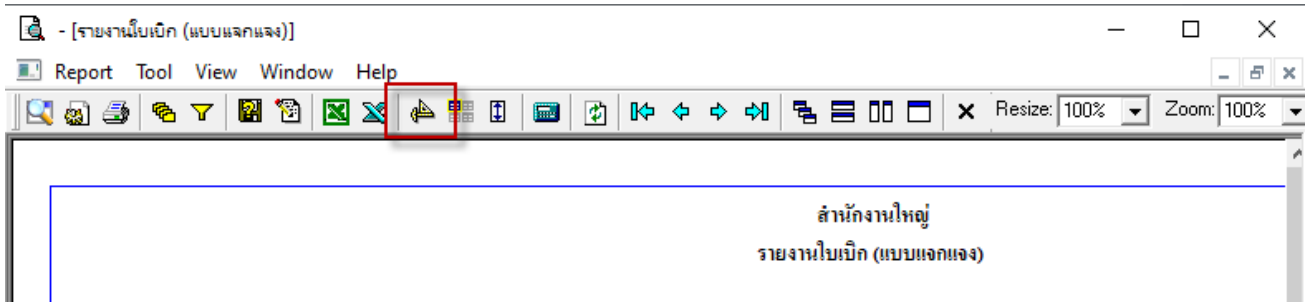 - [รายงานใบเบิก (แบบแจกแจง)]
Report Tool View Window Help
Resize: 100% Zoom: 100%
สำนักงานใหญ่
รายงานใบเบิก (แบบแจกแจง)